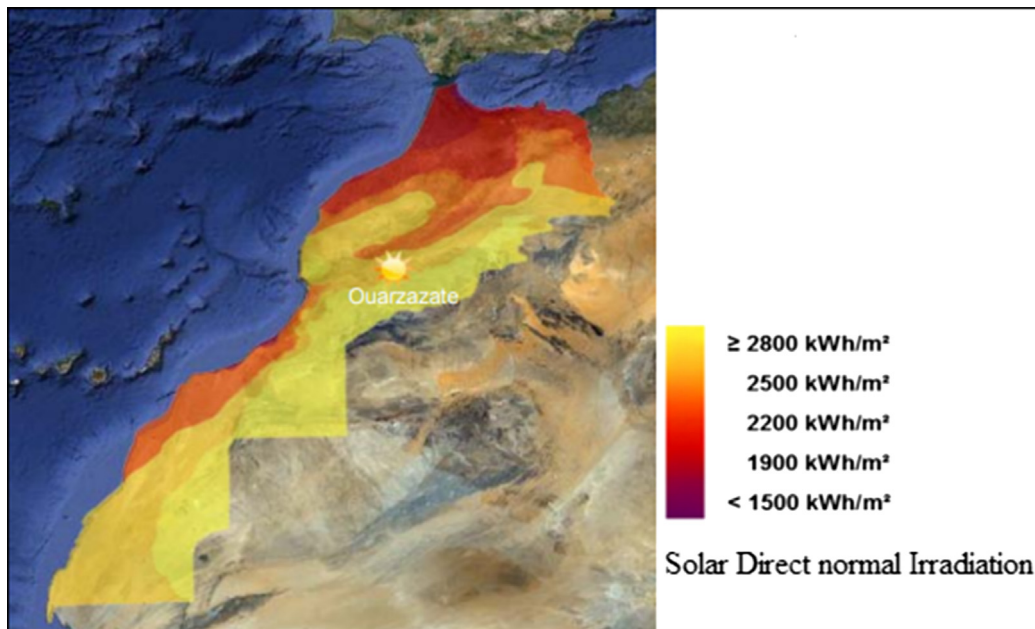 Ouarzazate
≥ 2800 kWh/m²
2500 kWh/m²
2200 kWh/m²
1900 kWh/m²
< 1500 kWh/m²
Solar Direct normal Irradiation